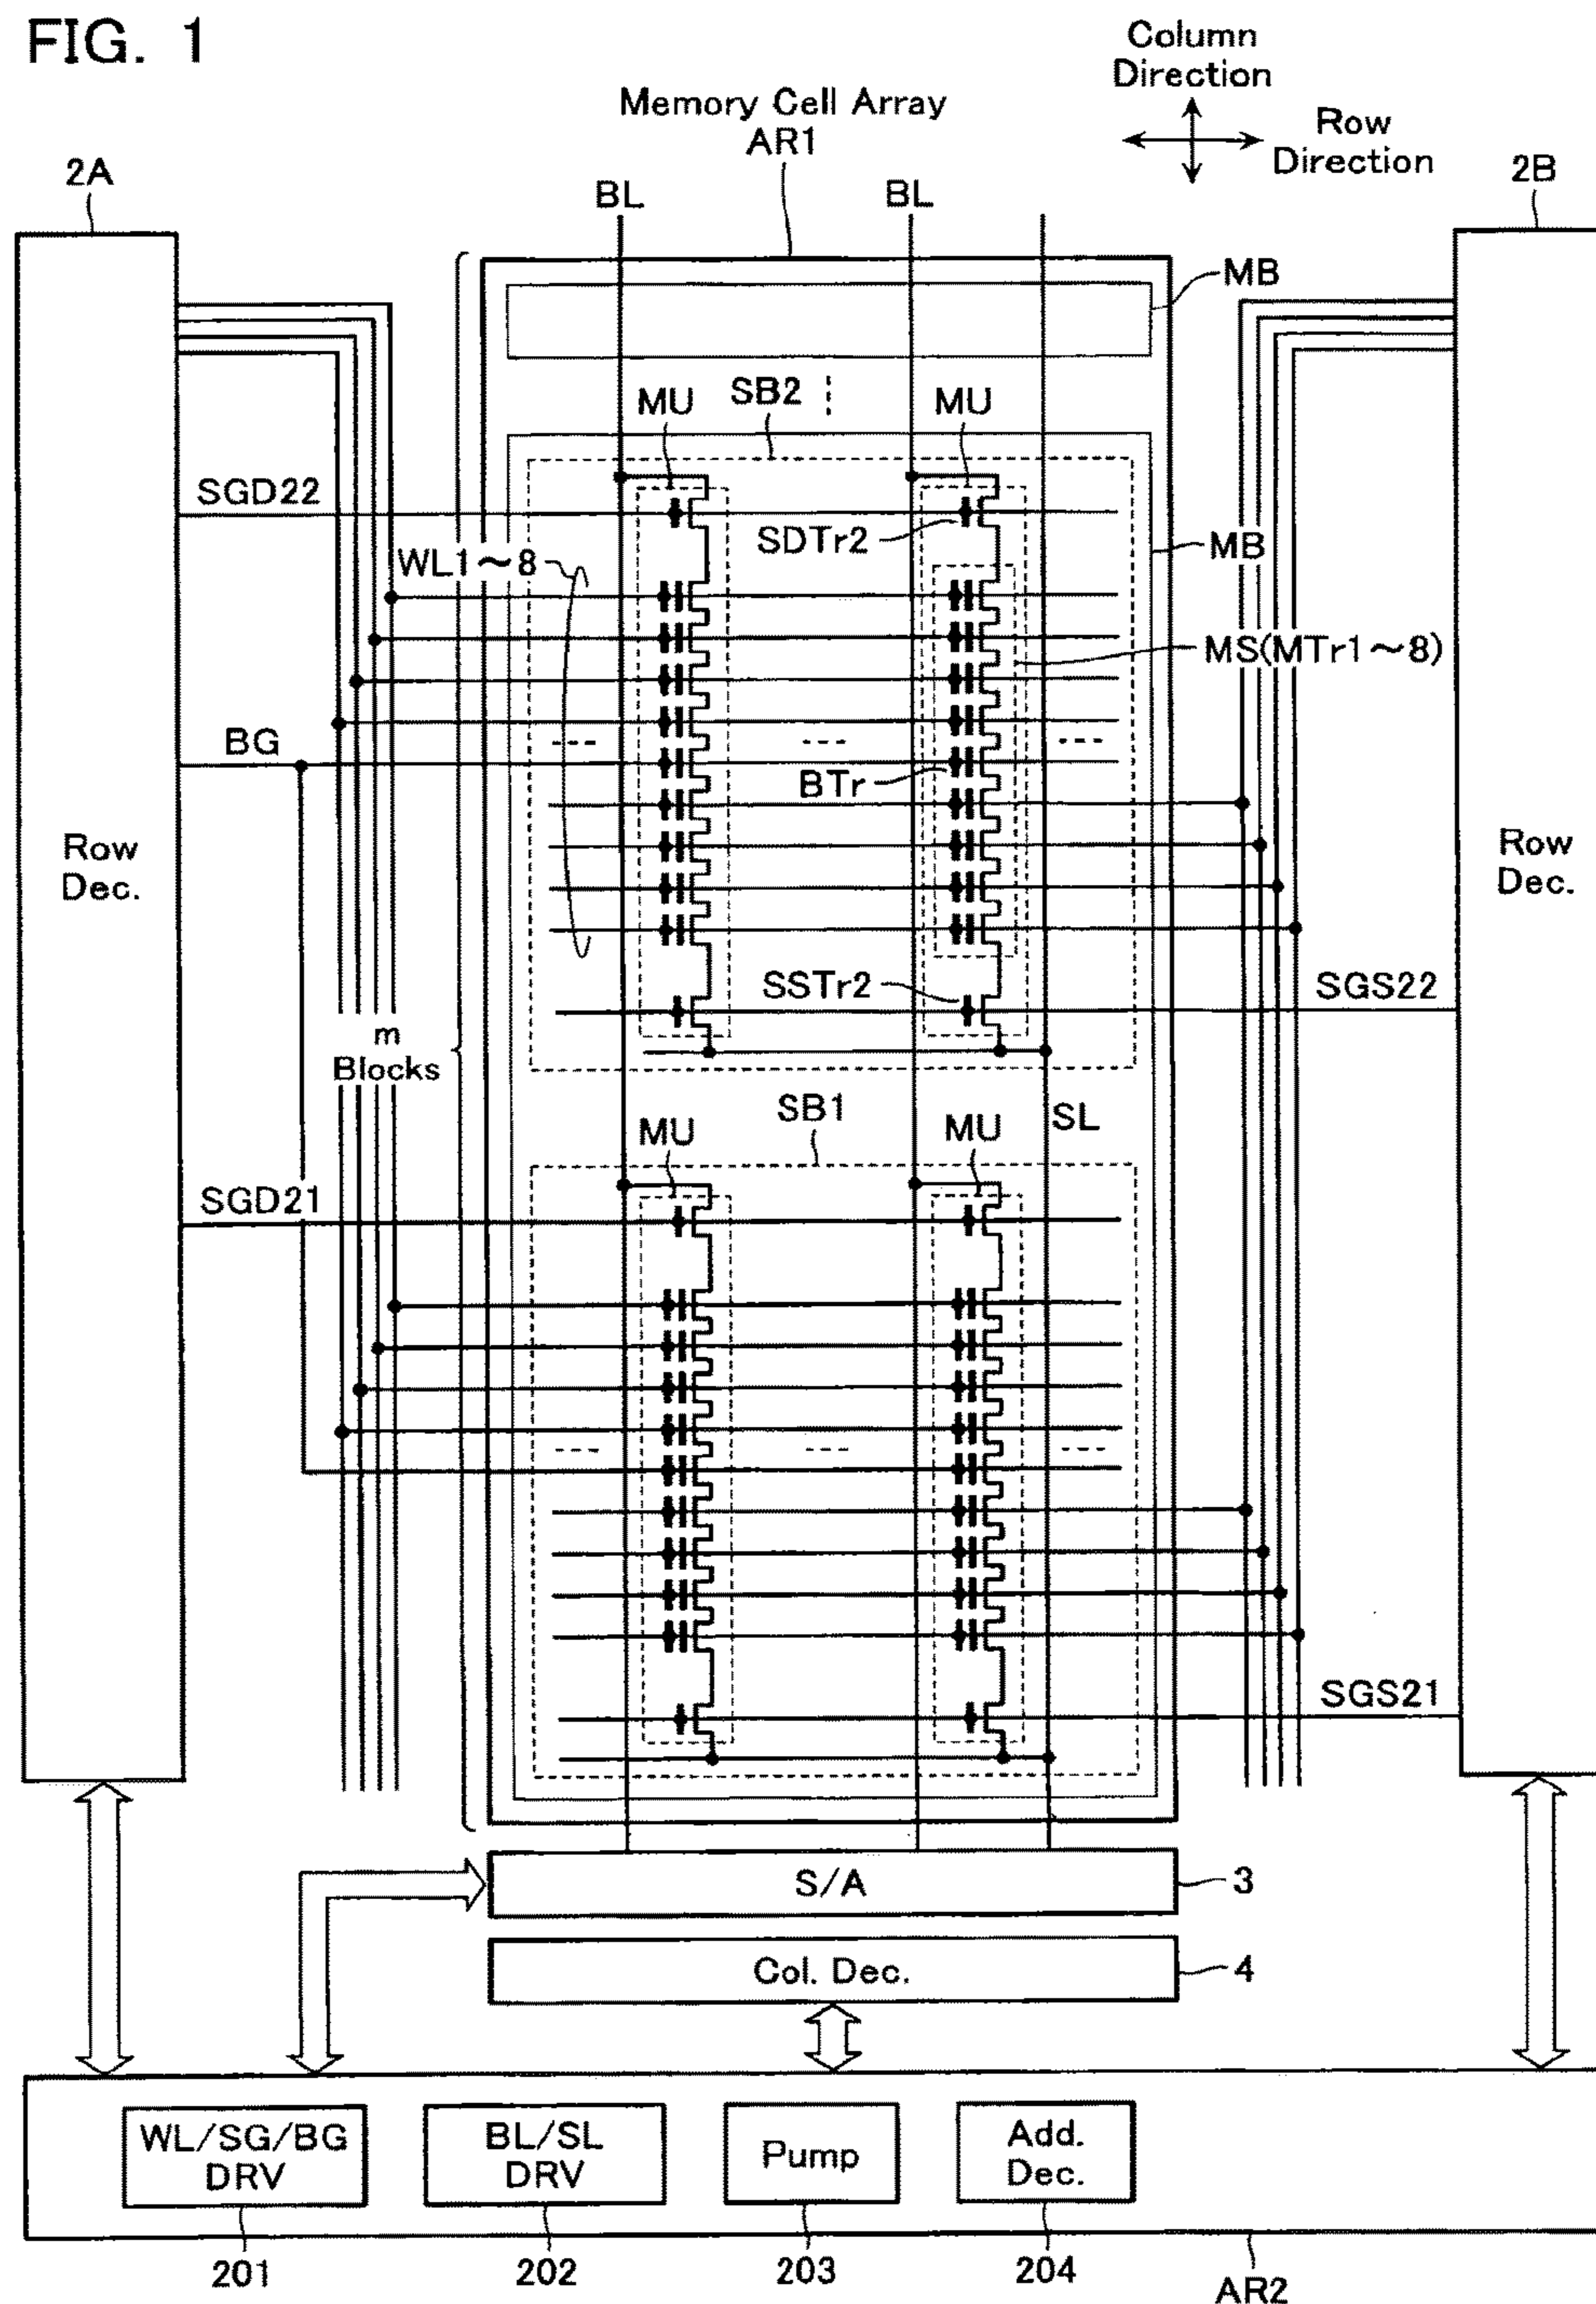 FIG. 1
Column
Direction
Row
Direction
Memory Cell Array
AR1
2A
2B
BL
BL
MB
MU
SB2
MU
SGD22
SDTr2
MB
WL1~8
MS(MTr1~8)
BG
BTr
Row
Dec.
Row
Dec.
SSTr2
SGS22
m
Blocks
SB1
SL
MU
MU
SGD21
SGS21
S/A
3
Col. Dec.
4
WL/SG/BG
DRV
BL/SL
DRV
Pump
Add.
Dec.
201
202
203
204
AR2